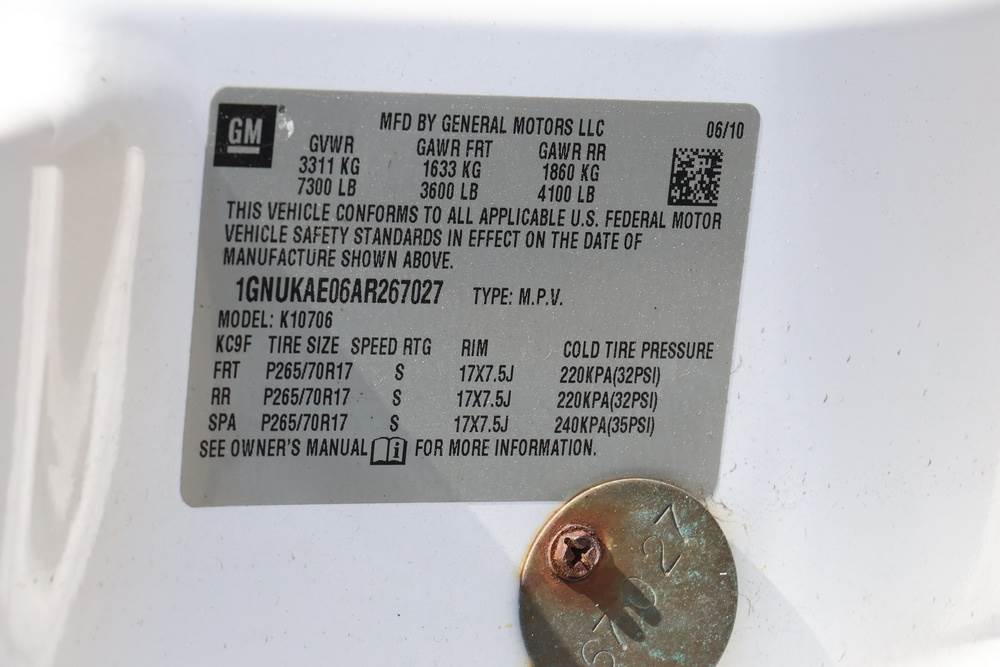 GM
MFD BY GENERAL MOTORS LLC 06/10
GVWR GAWR FRT GAWR RR
3311 KG 1633 KG 1860 KG
7300 LB 3600 LB 4100 LB
THIS VEHICLE CONFORMS TO ALL APPLICABLE U.S. FEDERAL MOTOR
VEHICLE SAFETY STANDARDS IN EFFECT ON THE DATE OF
MANUFACTURE SHOWN ABOVE.
1GNUKAE06AR267027 TYPE: M.P.V.
MODEL: K10706
KC9F TIRE SIZE SPEED RTG RIM COLD TIRE PRESSURE
FRT P265/70R17 S 17X7.5J 220KPA(32PSI)
RR P265/70R17 S 17X7.5J 220KPA(32PSI)
SPA P265/70R17 S 17X7.5J 240KPA(35PSI)
SEE OWNER'S MANUAL i FOR MORE INFORMATION.
67027